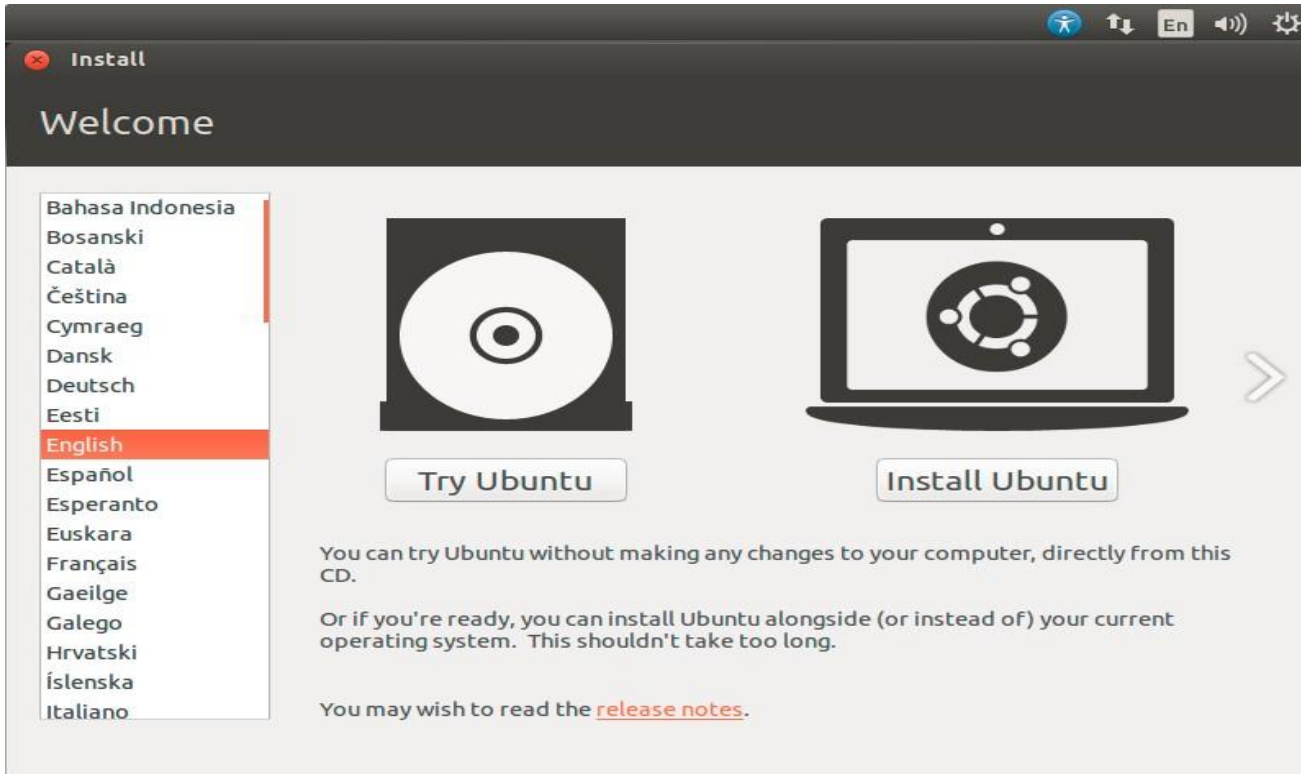 En
Install
Welcome
Bahasa Indonesia
Bosanski
Català
Čeština
Cymraeg
Dansk
Deutsch
Eesti
English
Español
Esperanto
Euskara
Français
Gaeilge
Galego
Hrvatski
Íslenska
Italiano
Try Ubuntu
Install Ubuntu
You can try Ubuntu without making any changes to your computer, directly from this
CD.
Or if you're ready, you can install Ubuntu alongside (or instead of) your current
operating system. This shouldn't take too long.
You may wish to read the release notes.